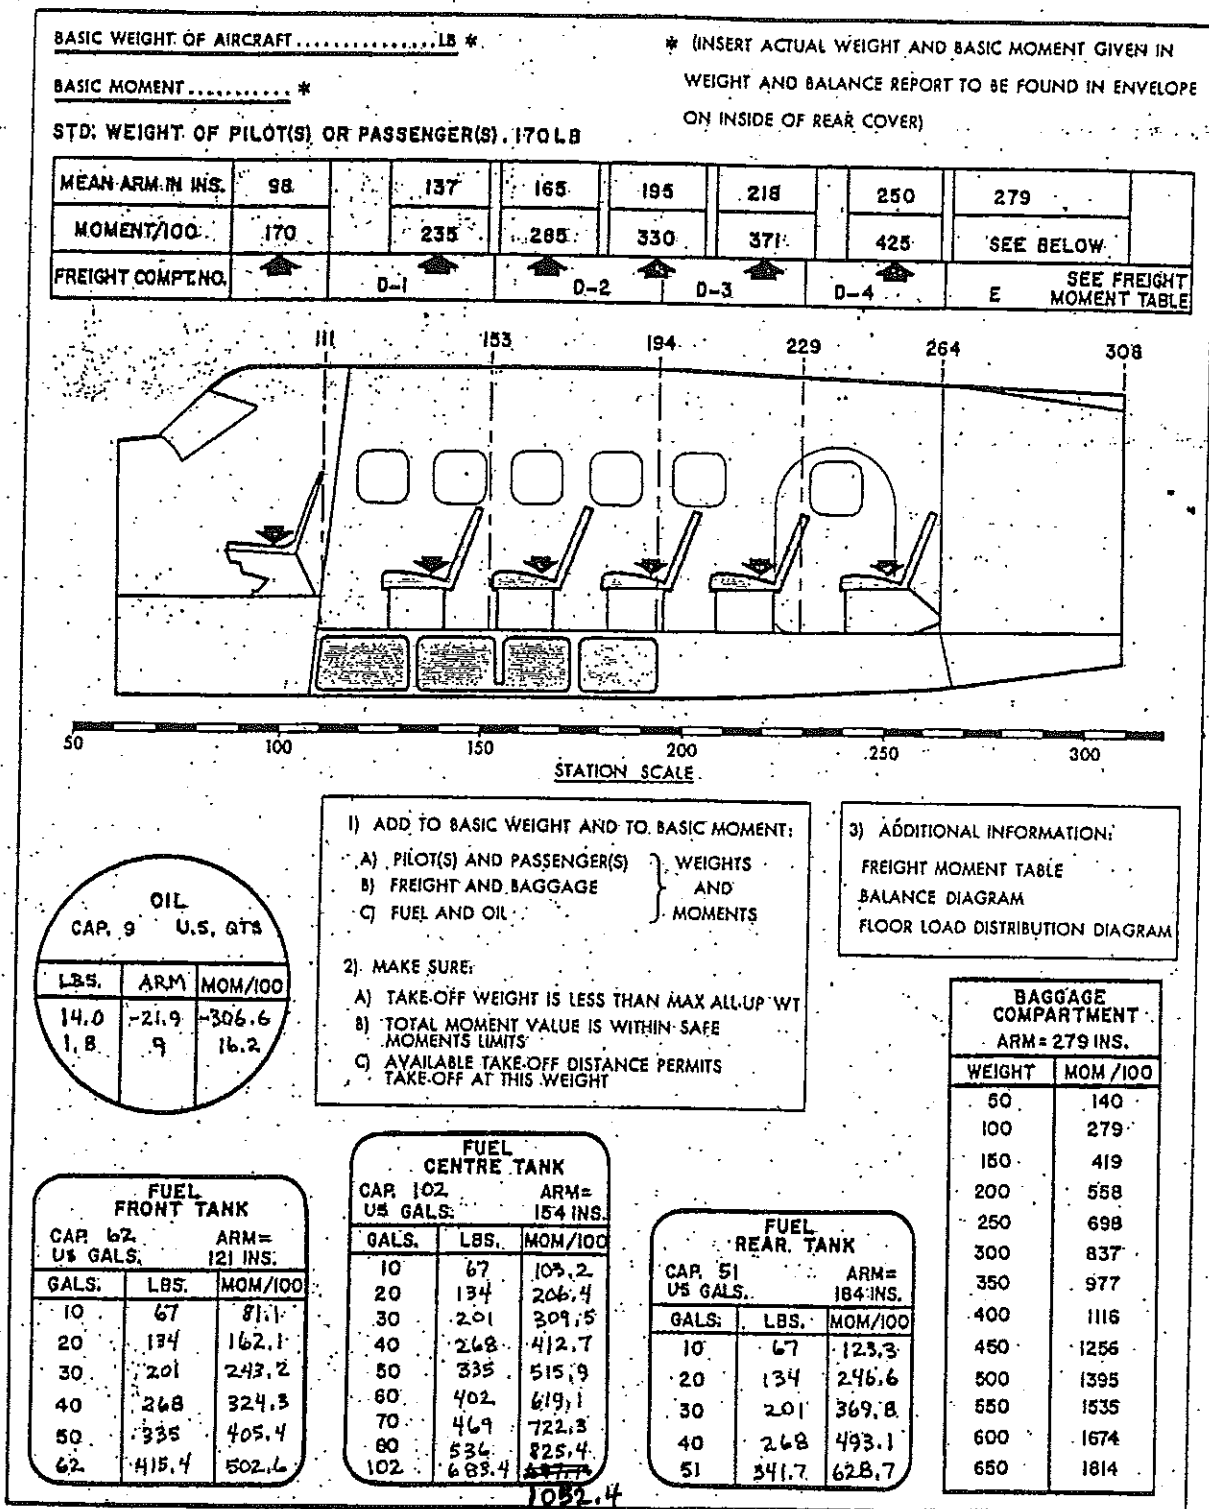 BASIC WEIGHT OF AIRCRAFT ............... LB *
* (INSERT ACTUAL WEIGHT AND BASIC MOMENT GIVEN IN
WEIGHT AND BALANCE REPORT TO BE FOUND IN ENVELOPE
ON INSIDE OF REAR COVER)
BASIC MOMENT ........... *
STD. WEIGHT OF PILOT(S) OR PASSENGER(S). 170 LB
MEAN ARM IN INS. 98 137 165 195 218 250 279
MOMENT/100 170 235 285 330 371 425 SEE BELOW
FREIGHT COMPT. NO. D-1 D-2 D-3 D-4 E SEE FREIGHT
MOMENT TABLE
111 153 194 229 264 308
50 100 150 200 250 300
STATION SCALE
1) ADD TO BASIC WEIGHT AND TO BASIC MOMENT:
A) PILOT(S) AND PASSENGER(S) } WEIGHTS
B) FREIGHT AND BAGGAGE AND
C) FUEL AND OIL MOMENTS
2) MAKE SURE:
A) TAKE-OFF WEIGHT IS LESS THAN MAX ALL-UP WT
B) TOTAL MOMENT VALUE IS WITHIN SAFE
MOMENTS LIMITS
C) AVAILABLE TAKE-OFF DISTANCE PERMITS
TAKE-OFF AT THIS WEIGHT
3) ADDITIONAL INFORMATION:
FREIGHT MOMENT TABLE
BALANCE DIAGRAM
FLOOR LOAD DISTRIBUTION DIAGRAM
OIL
CAP. 9 U.S. QTS
LBS. ARM MOM/100
14.0 -21.9 -306.6
1.8 9 16.2
FUEL
FRONT TANK
CAP. 62 ARM=
US GALS. 121 INS.
GALS. LBS. MOM/100
10 67 81.1
20 134 162.1
30 201 243.2
40 268 324.3
50 335 405.4
62 415.4 502.6
FUEL
CENTRE TANK
CAP. 102 ARM=
US GALS. 154 INS.
GALS. LBS. MOM/100
10 67 103.2
20 134 206.4
30 201 309.5
40 268 412.7
50 335 515.9
60 402 619.1
70 469 722.3
80 536 825.4
102 683.4
1052.4
FUEL
REAR TANK
CAP. 51 ARM=
US GALS. 184 INS.
GALS. LBS. MOM/100
10 67 123.3
20 134 246.6
30 201 369.8
40 268 493.1
51 341.7 628.7
BAGGAGE
COMPARTMENT
ARM = 279 INS.
WEIGHT MOM /100
50 140
100 279
150 419
200 558
250 698
300 837
350 977
400 1116
450 1256
500 1395
550 1535
600 1674
650 1814